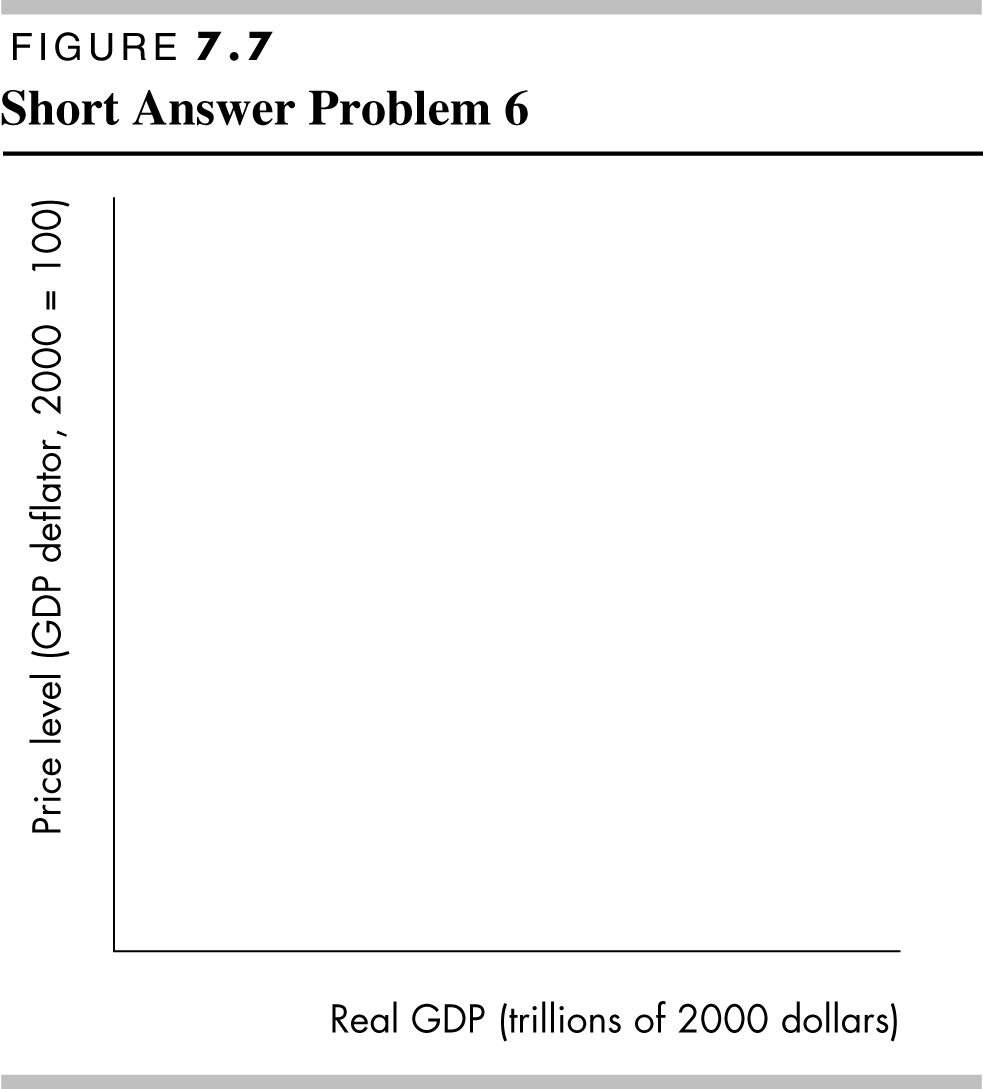 FIGURE 7.7
Short Answer Problem 6
Price level (GDP deflator, 2000 = 100)
Real GDP (trillions of 2000 dollars)